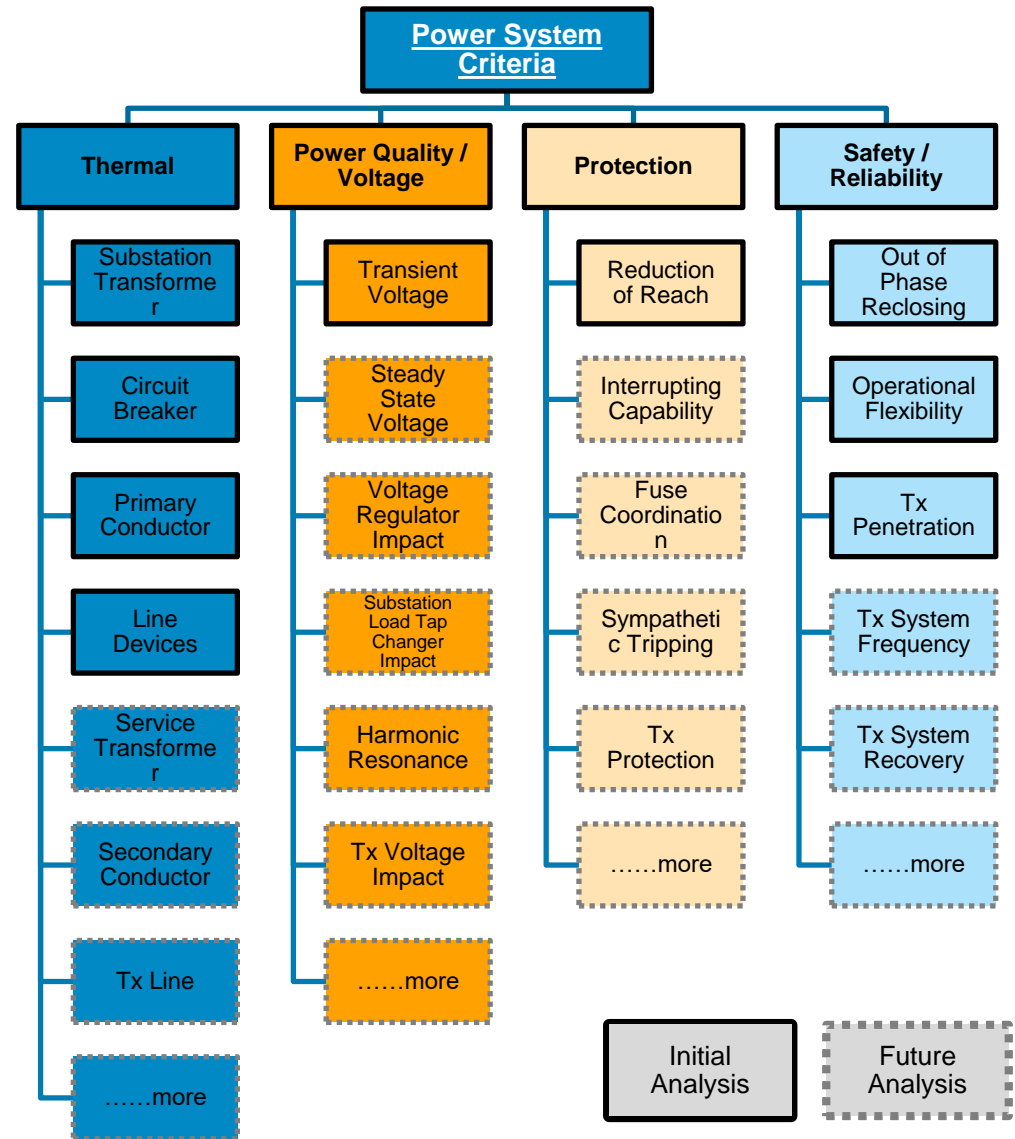 Power System
Criteria
Thermal
Substation
Transforme
r
Circuit
Breaker
Primary
Conductor
Line
Devices
Service
Transforme
r
Secondary
Conductor
Tx Line
……more
Power Quality /
Voltage
Transient
Voltage
Steady
State
Voltage
Voltage
Regulator
Impact
Substation
Load Tap
Changer
Impact
Harmonic
Resonance
Tx Voltage
Impact
……more
Protection
Reduction
of Reach
Interrupting
Capability
Fuse
Coordinatio
n
Sympatheti
c Tripping
Tx
Protection
……more
Safety /
Reliability
Out of
Phase
Reclosing
Operational
Flexibility
Tx
Penetration
Tx System
Frequency
Tx System
Recovery
……more
Initial
Analysis
Future
Analysis